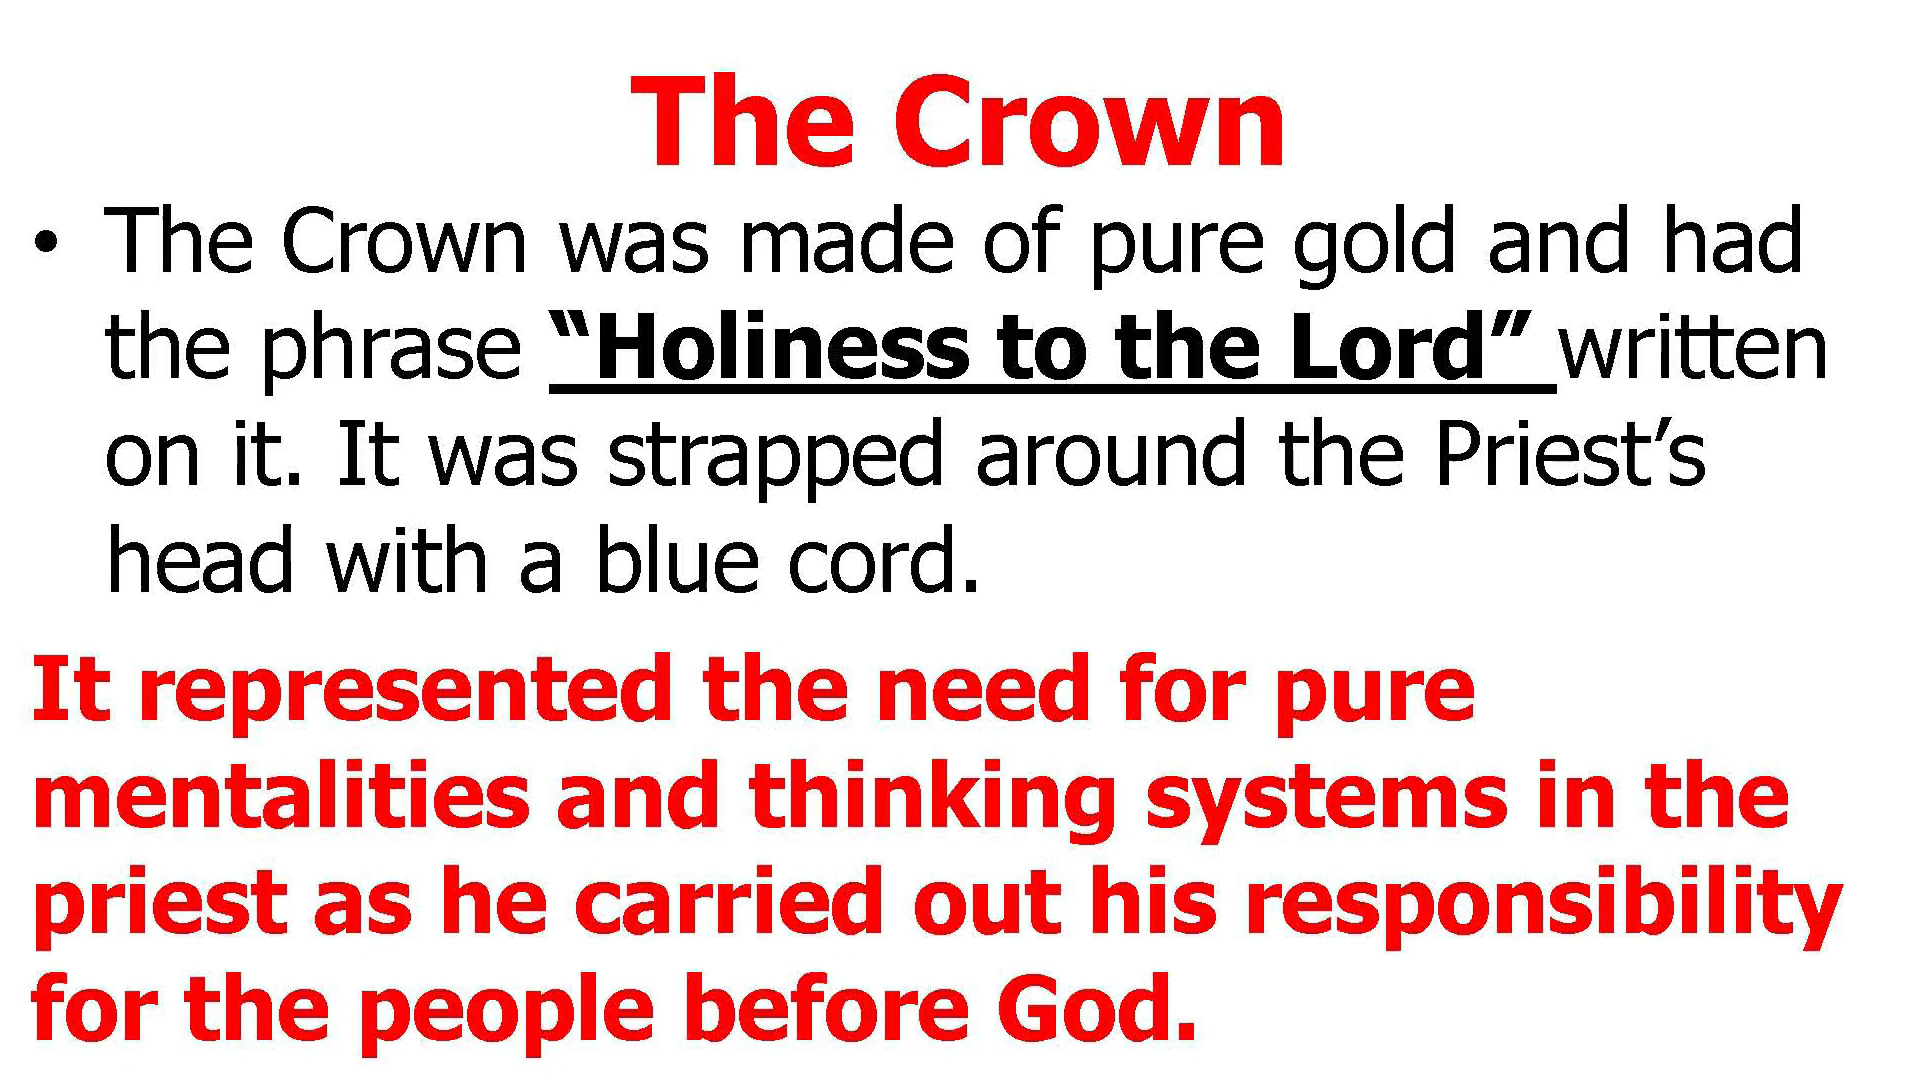 The Crown
• The Crown was made of pure gold and had
the phrase “Holiness to the Lord” written
on it. It was strapped around the Priest’s
head with a blue cord.
It represented the need for pure
mentalities and thinking systems in the
priest as he carried out his responsibility
for the people before God.